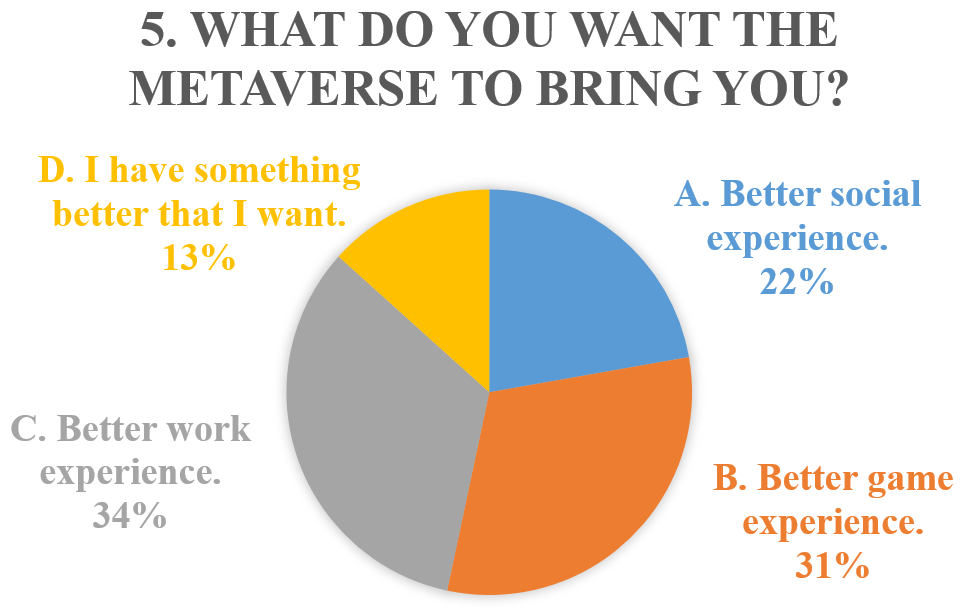 5. WHAT DO YOU WANT THE
METAVERSE TO BRING YOU?
D. I have something
better that I want.
13%
A. Better social
experience.
22%
C. Better work
experience.
34%
B. Better game
experience.
31%